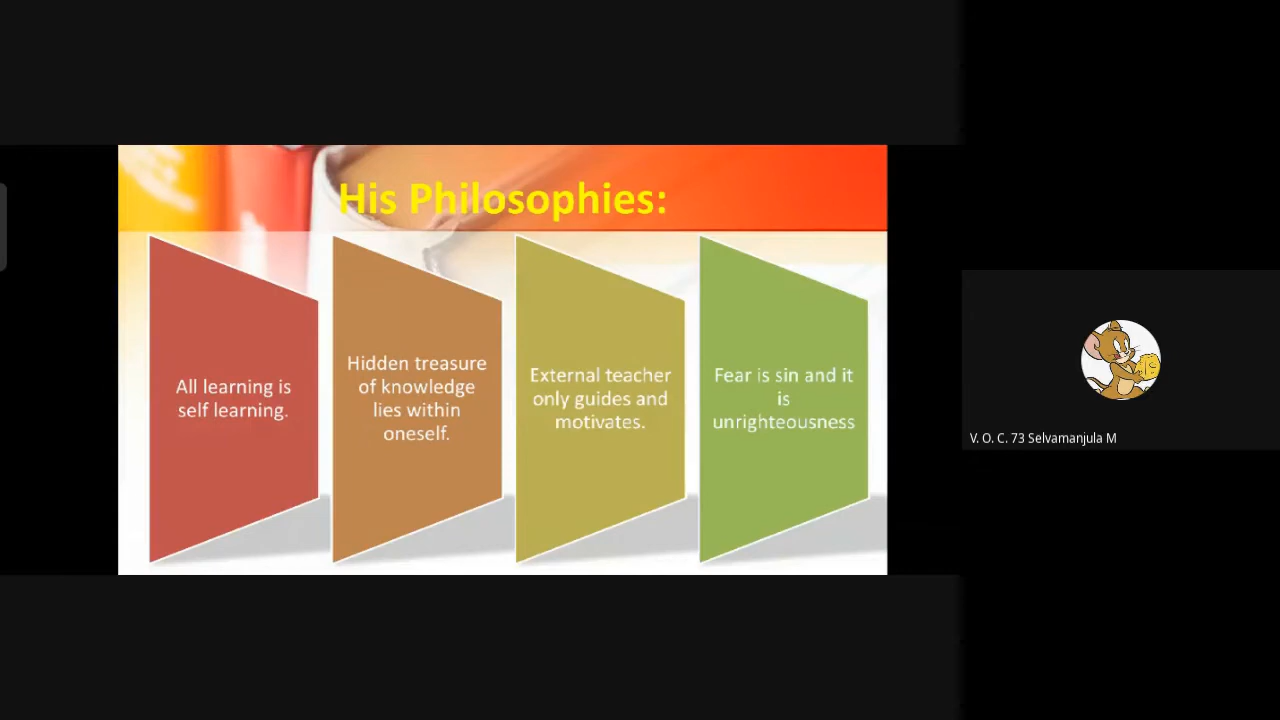 His Philosophies:
All learning is
self learning.
Hidden treasure
of knowledge
lies within
oneself.
External teacher
only guides and
motivates.
Fear is sin and it
is
unrighteousness
V. O. C. 73 Selvamanjula M